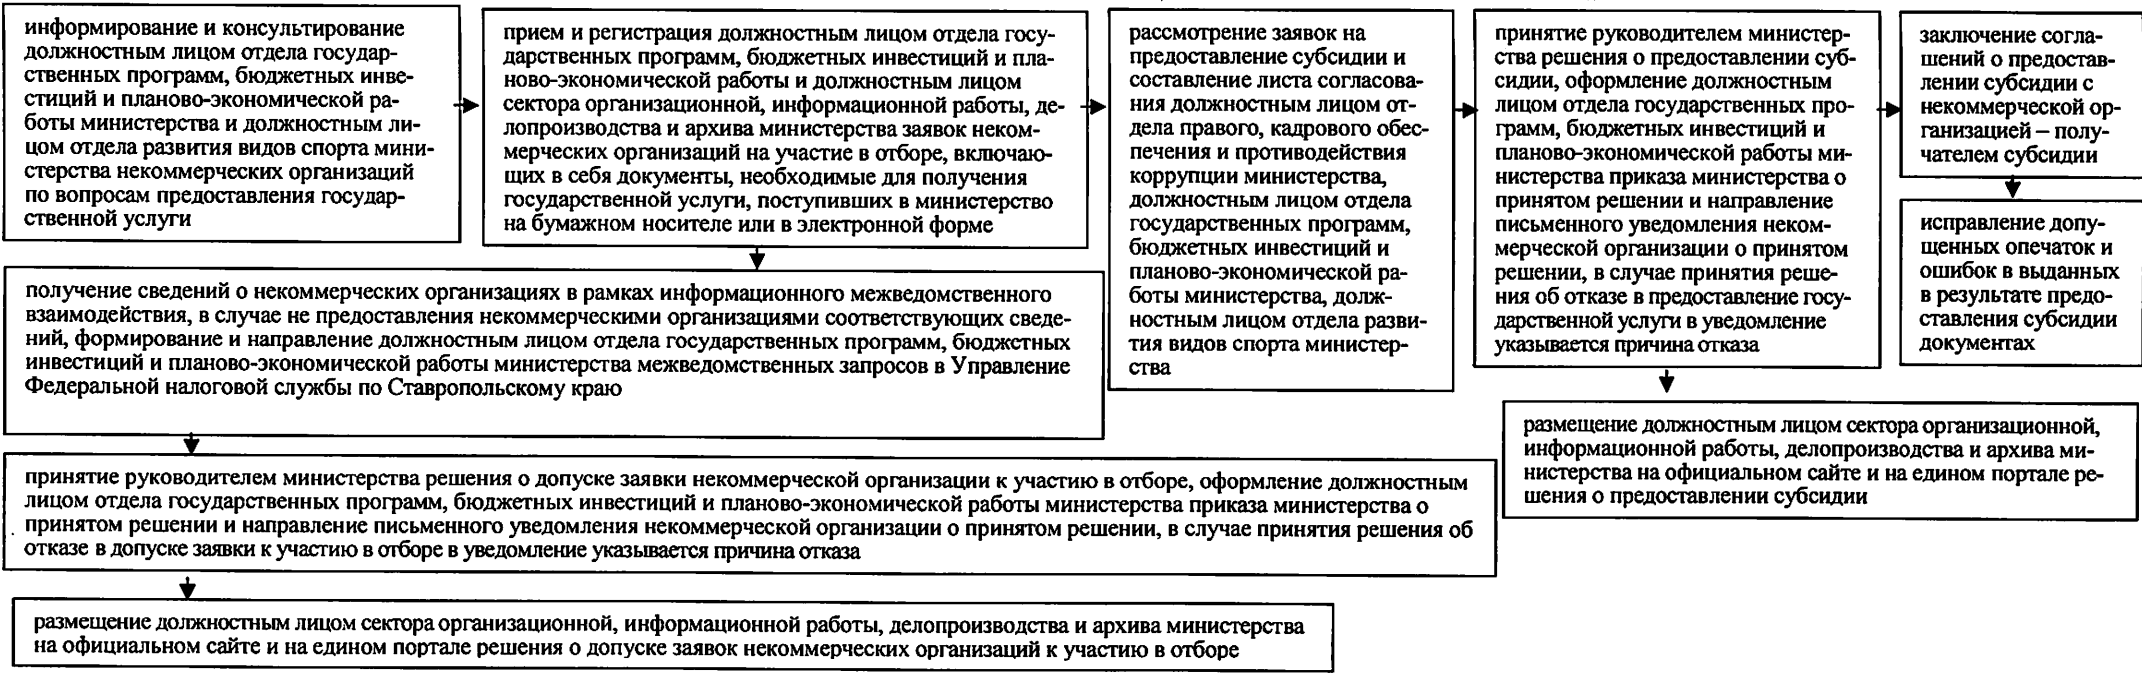 информирование и консультирование
должностным лицом отдела государ-
ственных программ, бюджетных инве-
стиций и планово-экономической ра-
боты министерства и должностным ли-
цом отдела развития видов спорта мини-
стерства некоммерческих организаций
по вопросам предоставления государ-
ственной услуги
прием и регистрация должностным лицом отдела госу-
дарственных программ, бюджетных инвестиций и пла-
ново-экономической работы и должностным лицом
сектора организационной, информационной работы, де-
лопроизводства и архива министерства заявок неком-
мерческих организаций на участие в отборе, включаю-
щих в себя документы, необходимые для получения
государственной услуги, поступивших в министерство
на бумажном носителе или в электронной форме
рассмотрение заявок на
предоставление субсидии и
составление листа согласова-
ния должностным лицом от-
дела правого, кадрового обес-
печения и противодействия
коррупции министерства,
должностным лицом отдела
государственных программ,
бюджетных инвестиций и
планово-экономической ра-
боты министерства, долж-
ностным лицом отдела разви-
тия видов спорта министер-
ства
принятие руководителем министер-
ства решения о предоставлении суб-
сидии, оформление должностным
лицом отдела государственных про-
грамм, бюджетных инвестиций и
планово-экономической работы ми-
нистерства приказа министерства о
принятом решении и направление
письменного уведомления неком-
мерческой организации о принятом
решении, в случае принятия реше-
ния об отказе в предоставление госу-
дарственной услуги в уведомление
указывается причина отказа
заключение согла-
шений о предостав-
лении субсидии с
некоммерческой ор-
ганизацией – полу-
чателем субсидии
исправление допу-
щенных опечаток и
ошибок в выданных
в результате предо-
ставления субсидии
документах
получение сведений о некоммерческих организациях в рамках информационного межведомственного
взаимодействия, в случае не предоставления некоммерческими организациями соответствующих сведе-
ний, формирование и направление должностным лицом отдела государственных программ, бюджетных
инвестиций и планово-экономической работы министерства межведомственных запросов в Управление
Федеральной налоговой службы по Ставропольскому краю
размещение должностным лицом сектора организационной,
информационной работы, делопроизводства и архива ми-
нистерства на официальном сайте и на едином портале ре-
шения о предоставлении субсидии
принятие руководителем министерства решения о допуске заявки некоммерческой организации к участию в отборе, оформление должностным
лицом отдела государственных программ, бюджетных инвестиций и планово-экономической работы министерства приказа министерства о
принятом решении и направление письменного уведомления некоммерческой организации о принятом решении, в случае принятия решения об
отказе в допуске заявки к участию в отборе в уведомление указывается причина отказа
размещение должностным лицом сектора организационной, информационной работы, делопроизводства и архива министерства
на официальном сайте и на едином портале решения о допуске заявок некоммерческих организаций к участию в отборе